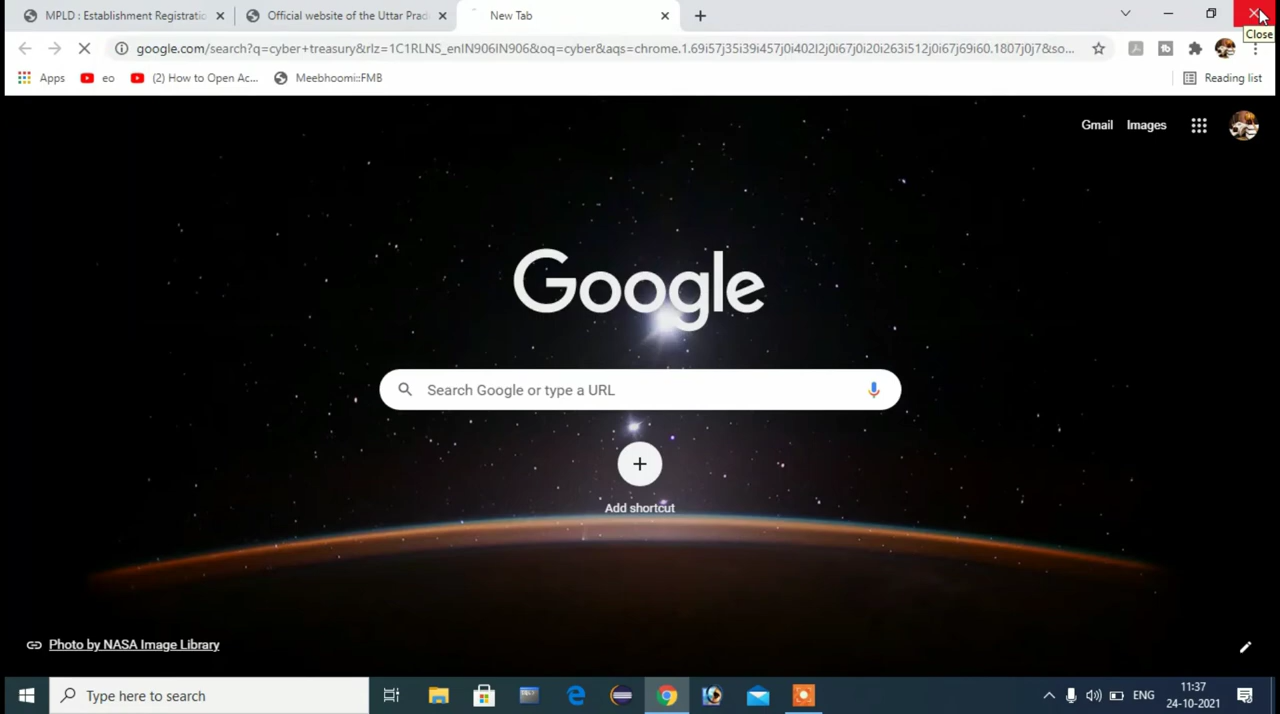 MPLD : Establishment Registratio
Official website of the Uttar Prad
New Tab
google.com/search?q=cyber+treasury&rlz=1C1RLNS_enIN906IN906&oq=cyber&aqs=chrome.1.69i57j35i39i457j0i402l2j0i67j0i20i263i512j0i67j69i60.1807j0j7&so...
Close
Apps
eo
(2) How to Open Ac...
Meebhoomi::FMB
Reading list
Gmail
Images
Google
Search Google or type a URL
Add shortcut
Photo by NASA Image Library
Type here to search
ENG
11:37
24-10-2021